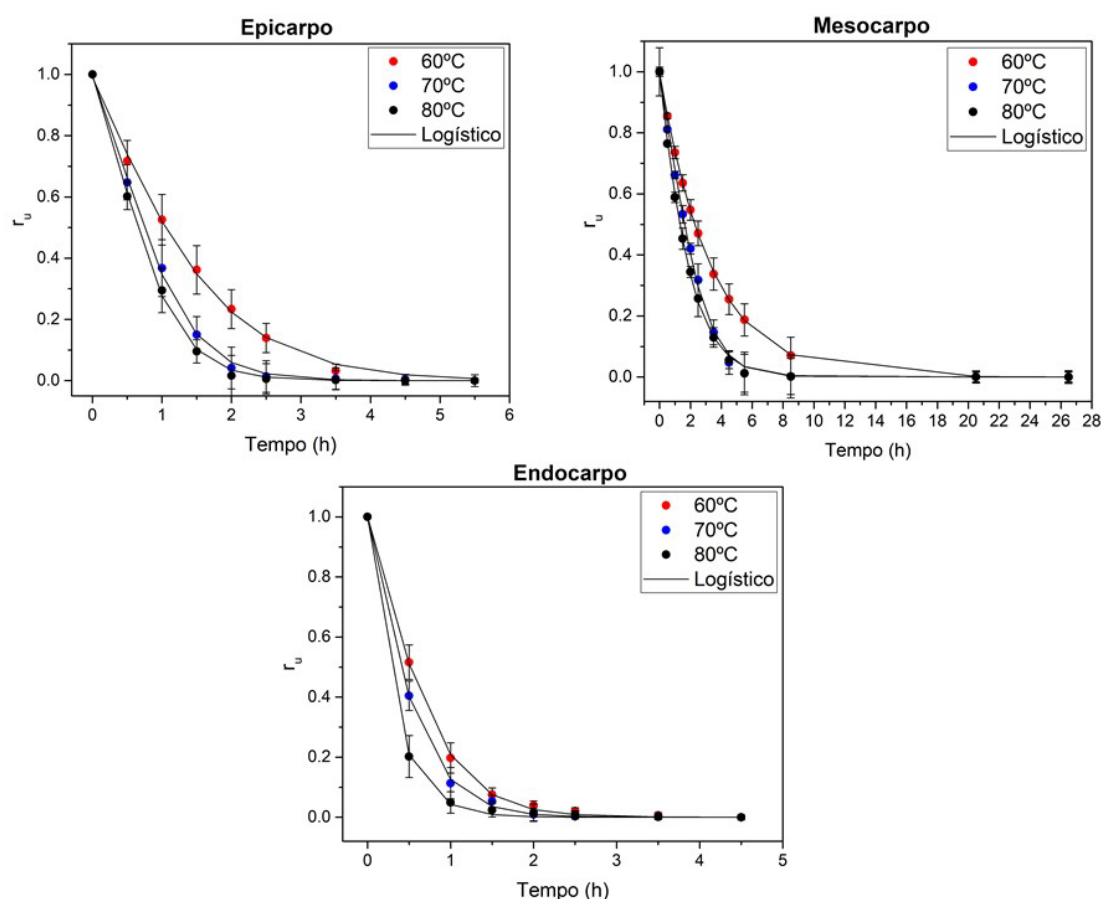 Epicarpo
1.0
0.8
0.6
0.4
0.2
0.0
r_u
0 1 2 3 4 5 6
Tempo (h)
60ºC
70ºC
80ºC
Logístico
Mesocarpo
1.0
0.8
0.6
0.4
0.2
0.0
r_u
0 2 4 6 8 10 12 14 16 18 20 22 24 26 28
Tempo (h)
60ºC
70ºC
80ºC
Logístico
Endocarpo
1.0
0.8
0.6
0.4
0.2
0.0
r_u
0 1 2 3 4 5
Tempo (h)
60ºC
70ºC
80ºC
Logístico